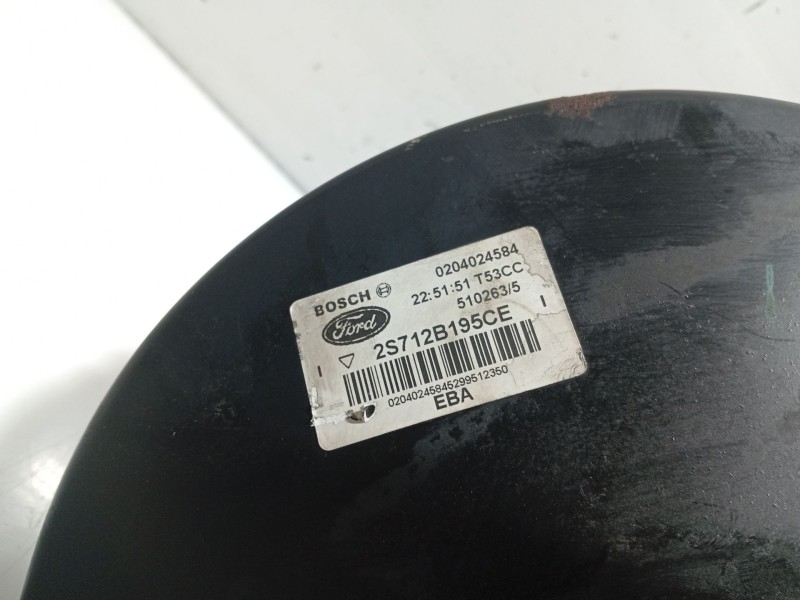 0204024584
BOSCH 22:51:51 T53CC
Ford 510263/5
2S712B195CE
02040245845299512350
EBA